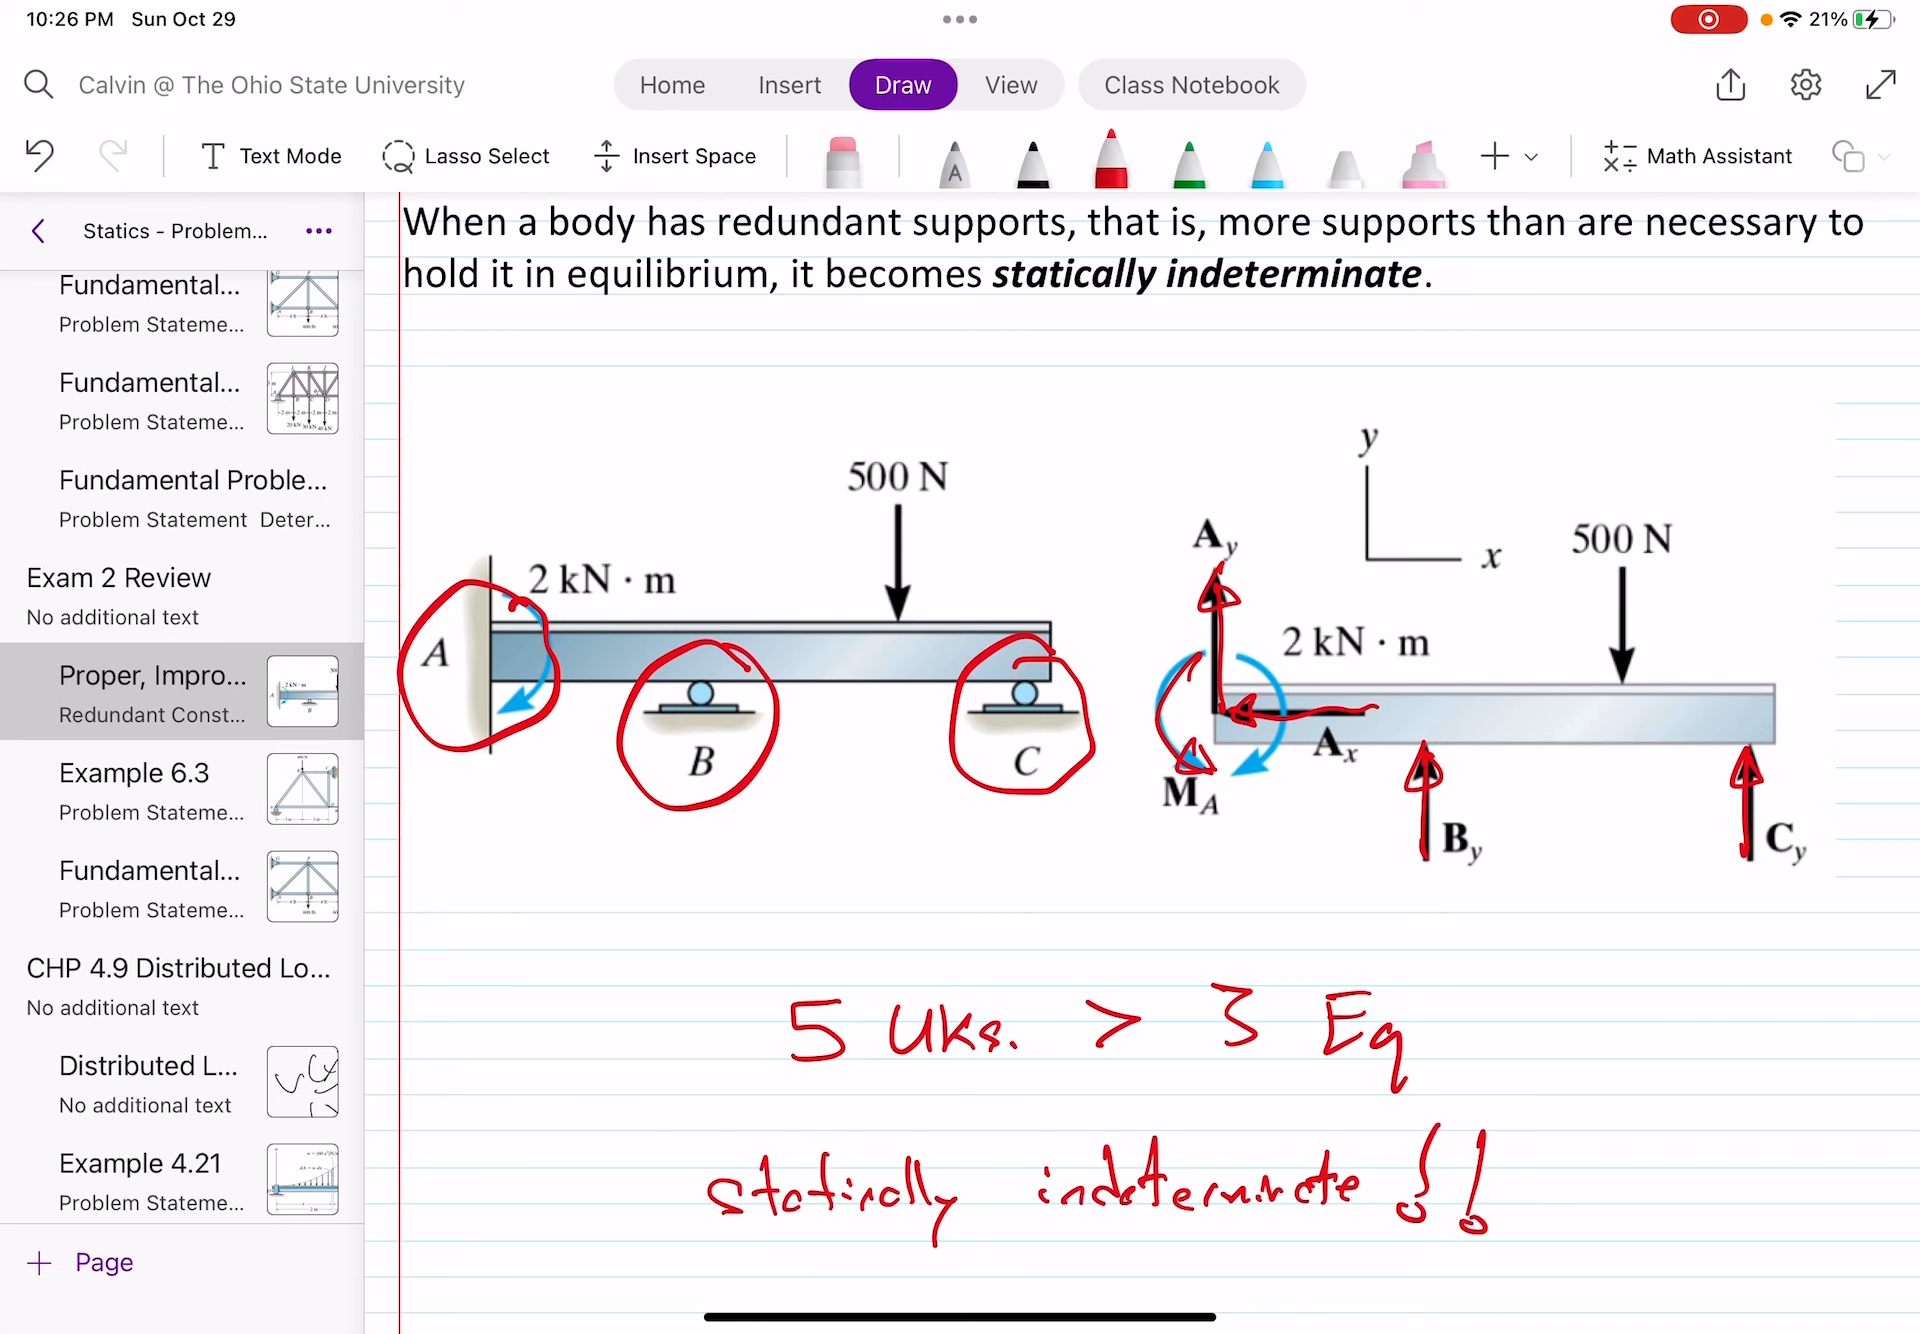 10:26 PM Sun Oct 29
21%
Calvin @ The Ohio State University
Home Insert Draw View Class Notebook
Text Mode Lasso Select Insert Space A Math Assistant
Statics - Problem...
Fundamental...
Problem Stateme...
Fundamental...
Problem Stateme...
Fundamental Proble...
Problem Statement Deter...
Exam 2 Review
No additional text
Proper, Impro...
Redundant Const...
Example 6.3
Problem Stateme...
Fundamental...
Problem Stateme...
CHP 4.9 Distributed Lo...
No additional text
Distributed L...
No additional text
Example 4.21
Problem Stateme...
Page
When a body has redundant supports, that is, more supports than are necessary to
hold it in equilibrium, it becomes statically indeterminate.
500 N
2 kN · m
A
B
C
y
x
A_y
500 N
2 kN · m
A_x
M_A
B_y
C_y
5 Uks. > 3 Eq
statically indeterminate !!